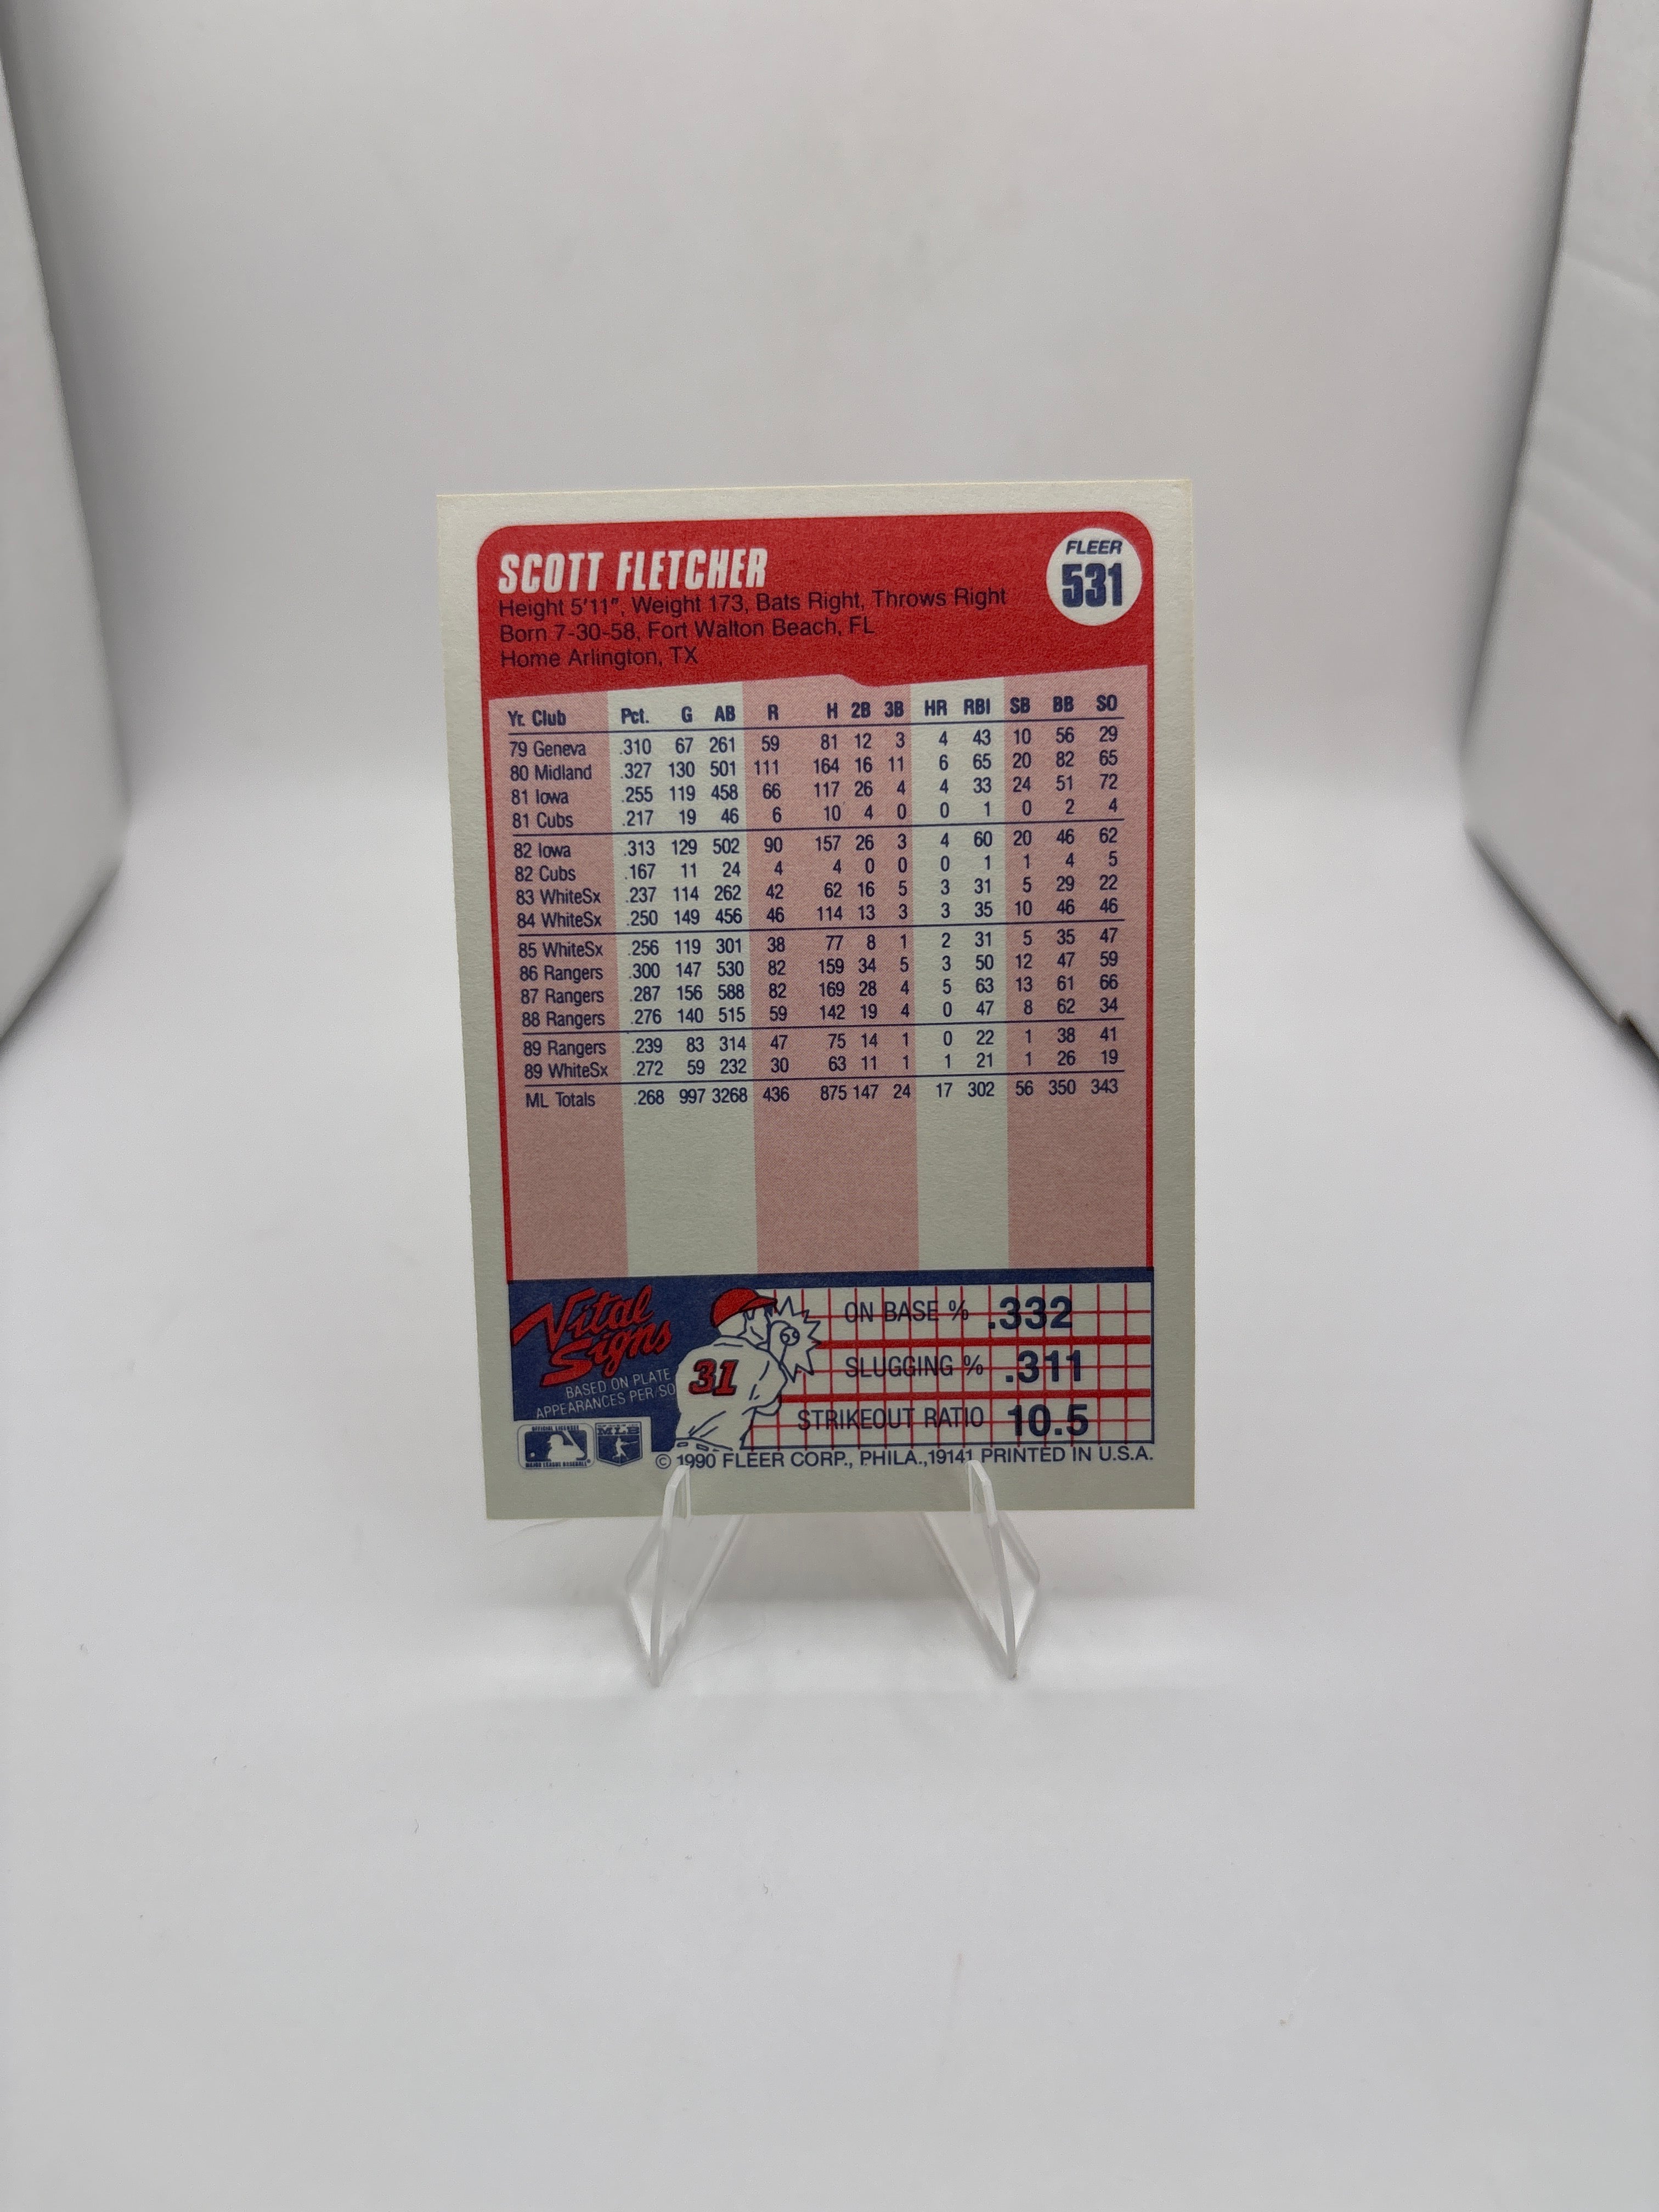 SCOTT FLETCHER
FLEER
531
Height 5'11", Weight 173, Bats Right, Throws Right
Born 7-30-58, Fort Walton Beach, FL
Home Arlington, TX
Yr. Club Pct. G AB R H 2B 3B HR RBI SB BB SO
79 Geneva .310 67 261 59 81 12 3 4 43 10 56 29
80 Midland .327 130 501 111 164 16 11 6 65 20 82 65
81 Iowa .255 119 458 66 117 26 4 4 33 24 51 72
81 Cubs .217 19 46 6 10 4 0 0 1 0 2 4
82 Iowa .313 129 502 90 157 26 3 4 60 20 46 62
82 Cubs .167 11 24 4 4 0 0 0 1 1 4 5
83 WhiteSx .237 114 262 42 62 16 5 3 31 5 29 22
84 WhiteSx .250 149 456 46 114 13 3 3 35 10 46 46
85 WhiteSx .256 119 301 38 77 8 1 2 31 5 35 47
86 Rangers .300 147 530 82 159 34 5 3 50 12 47 59
87 Rangers .287 156 588 82 169 28 4 5 63 13 61 66
88 Rangers .276 140 515 59 142 19 4 0 47 8 62 34
89 Rangers .239 83 314 47 75 14 1 0 22 1 38 41
89 WhiteSx .272 59 232 30 63 11 1 1 21 1 26 19
ML Totals .268 997 3268 436 875 147 24 17 302 56 350 343
Vital
Signs
BASED ON PLATE
APPEARANCES PER/SO
31
ON BASE % .332
SLUGGING % .311
STRIKEOUT RATIO 10.5
OFFICIAL LICENSEE
MAJOR LEAGUE BASEBALL
MLB
© 1990 FLEER CORP., PHILA.,19141 PRINTED IN U.S.A.